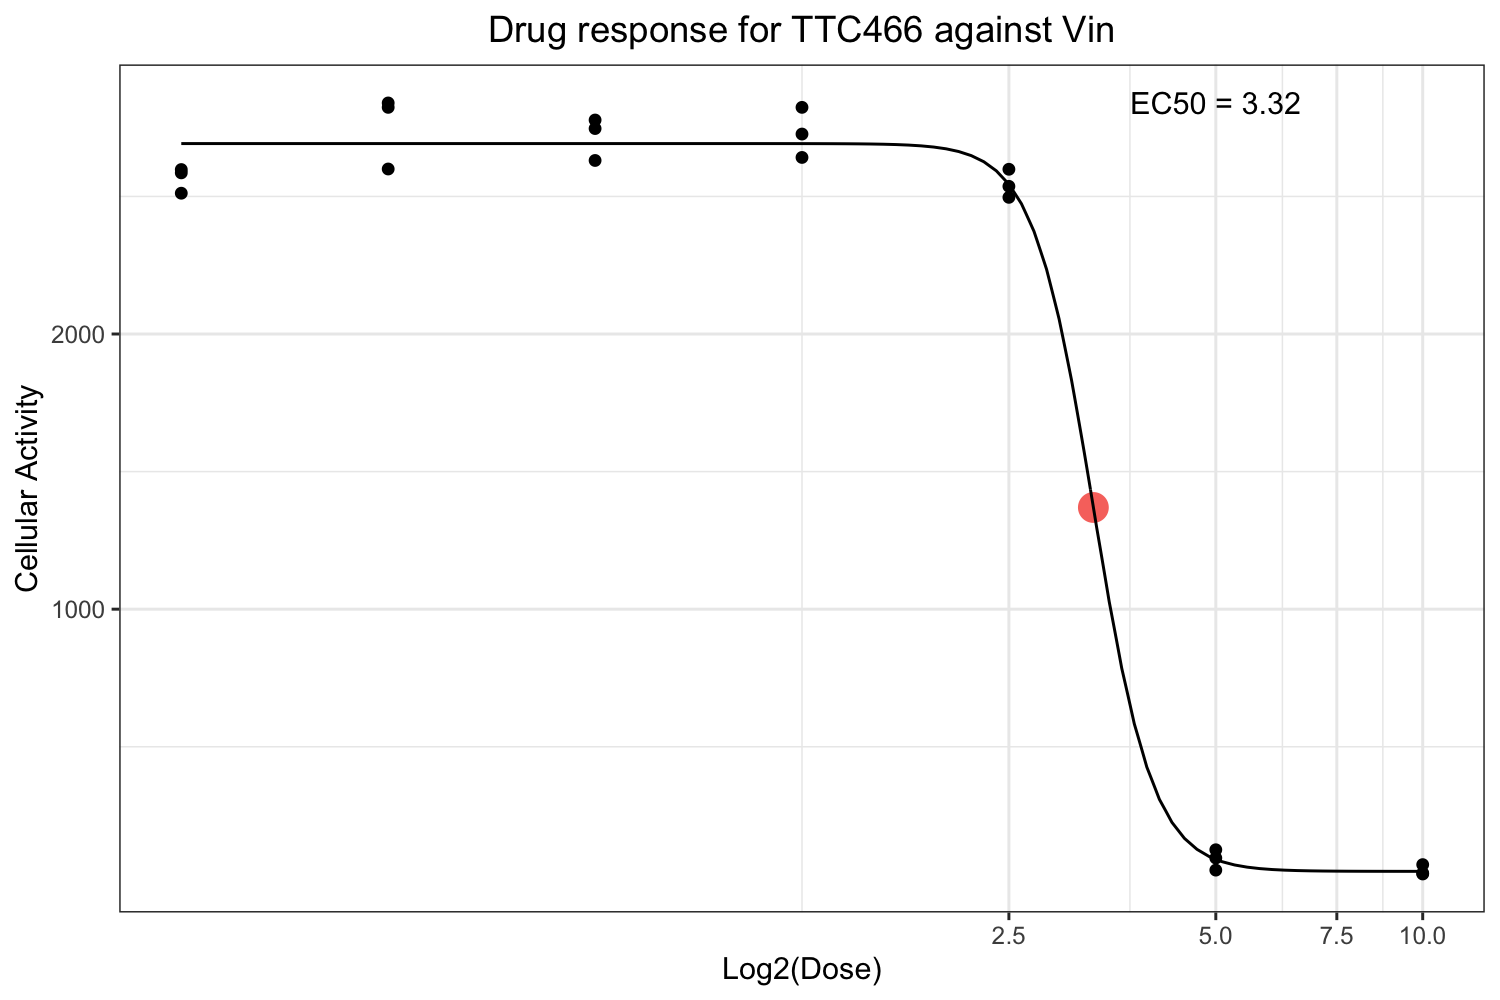 Drug response for TTC466 against Vin
EC50 = 3.32
2000
1000
Cellular Activity
2.5 5.0 7.5 10.0
Log2(Dose)